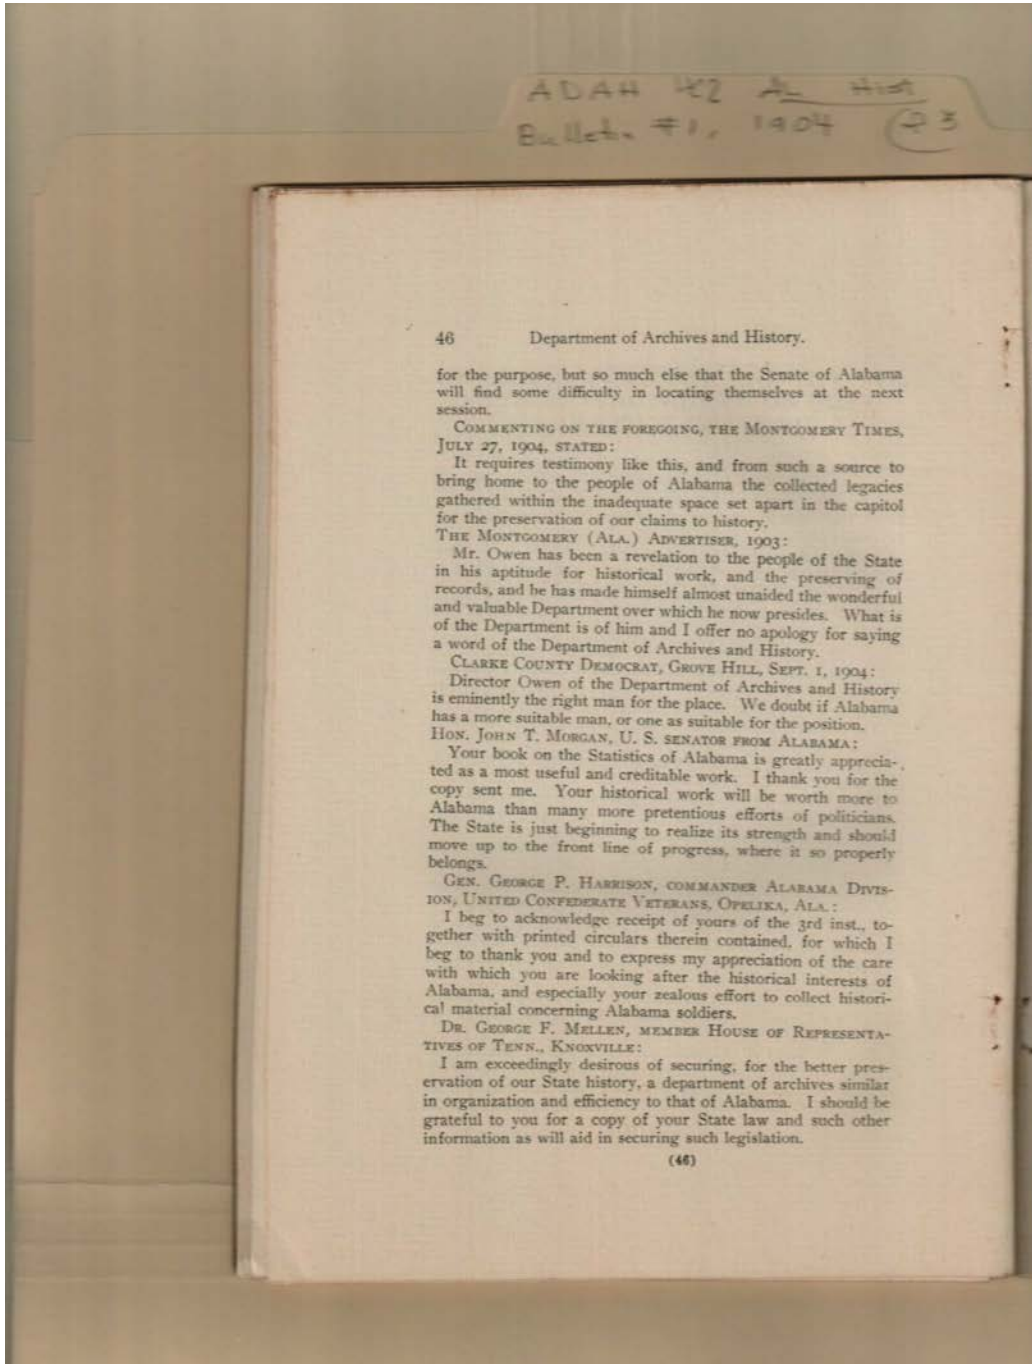 ADAH AL Hist
Bulletin #1, 1904
46 Department of Archives and History.
for the purpose, but so much else that the Senate of Alabama
will find some difficulty in locating themselves at the next
session.
COMMENTING ON THE FOREGOING, THE MONTGOMERY TIMES,
JULY 27, 1904, STATED:
It requires testimony like this, and from such a source to
bring home to the people of Alabama the collected legacies
gathered within the inadequate space set apart in the capitol
for the preservation of our claims to history.
THE MONTGOMERY (ALA.) ADVERTISER, 1903:
Mr. Owen has been a revelation to the people of the State
in his aptitude for historical work, and the preserving of
records, and he has made himself almost unaided the wonderful
and valuable Department over which he now presides. What is
of the Department is of him and I offer no apology for saying
a word of the Department of Archives and History.
CLARKE COUNTY DEMOCRAT, GROVE HILL, SEPT. 1, 1904:
Director Owen of the Department of Archives and History
is eminently the right man for the place. We doubt if Alabama
has a more suitable man, or one as suitable for the position.
HON. JOHN T. MORGAN, U. S. SENATOR FROM ALABAMA:
Your book on the Statistics of Alabama is greatly apprecia-
ted as a most useful and creditable work. I thank you for the
copy sent me. Your historical work will be worth more to
Alabama than many more pretentious efforts of politicians.
The State is just beginning to realize its strength and should
move up to the front line of progress, where it so properly
belongs.
GEN. GEORGE P. HARRISON, COMMANDER ALABAMA DIVIS-
ION, UNITED CONFEDERATE VETERANS, OPELIKA, ALA.:
I beg to acknowledge receipt of yours of the 3rd inst., to-
gether with printed circulars therein contained, for which I
beg to thank you and to express my appreciation of the care
with which you are looking after the historical interests of
Alabama, and especially your zealous effort to collect histori-
cal material concerning Alabama soldiers.
DR. GEORGE F. MELLEN, MEMBER HOUSE OF REPRESENTA-
TIVES OF TENN., KNOXVILLE:
I am exceedingly desirous of securing, for the better pres-
ervation of our State history, a department of archives similar
in organization and efficiency to that of Alabama. I should be
grateful to you for a copy of your State law and such other
information as will aid in securing such legislation.
(46)